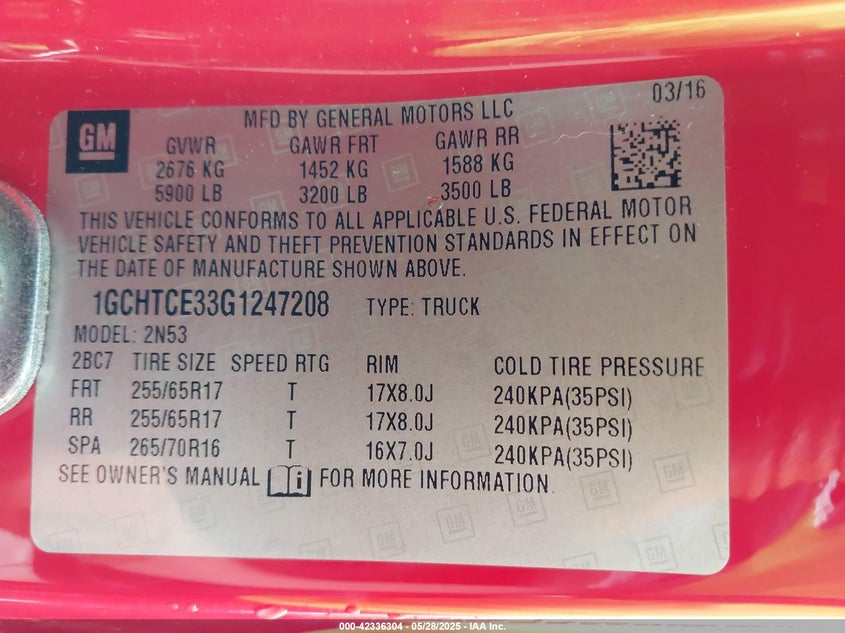 GM
MFD BY GENERAL MOTORS LLC 03/16
GVWR GAWR FRT GAWR RR
2676 KG 1452 KG 1588 KG
5900 LB 3200 LB 3500 LB
THIS VEHICLE CONFORMS TO ALL APPLICABLE U.S. FEDERAL MOTOR
VEHICLE SAFETY AND THEFT PREVENTION STANDARDS IN EFFECT ON
THE DATE OF MANUFACTURE SHOWN ABOVE.
1GCHTCE33G1247208 TYPE: TRUCK
MODEL: 2N53
2BC7 TIRE SIZE SPEED RTG RIM COLD TIRE PRESSURE
FRT 255/65R17 T 17X8.0J 240KPA(35PSI)
RR 255/65R17 T 17X8.0J 240KPA(35PSI)
SPA 265/70R16 T 16X7.0J 240KPA(35PSI)
SEE OWNER'S MANUAL FOR MORE INFORMATION.
000-42336304 - 05/28/2025 - IAA Inc.